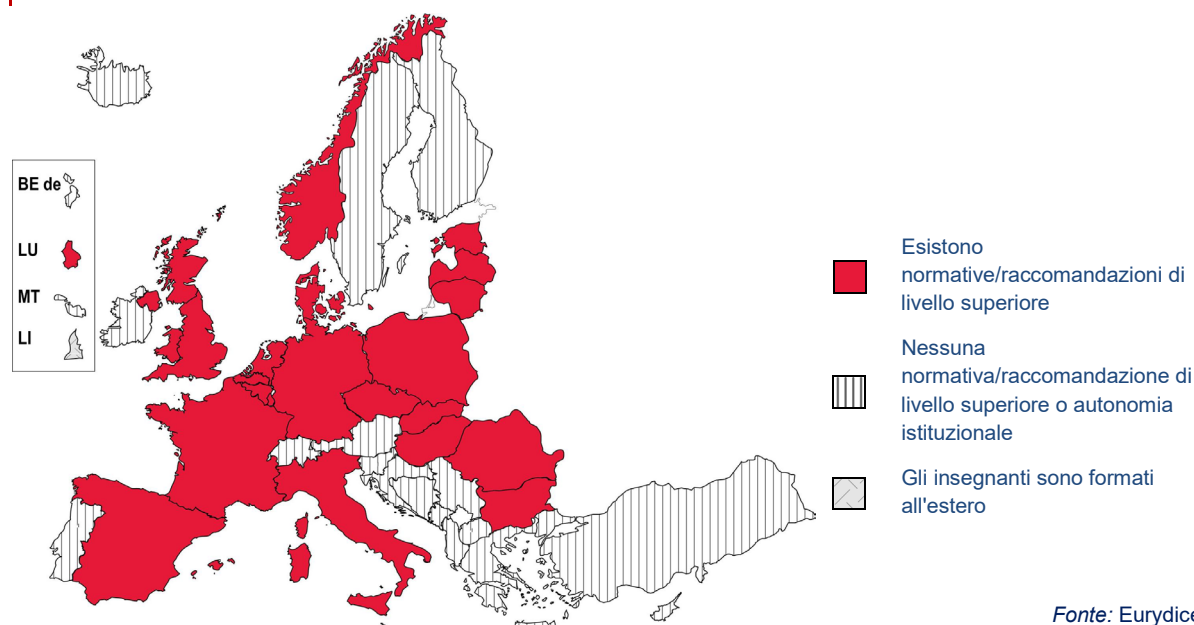 BE de
LU
MT
LI
Esistono
normative/raccomandazioni di
livello superiore
Nessuna
normativa/raccomandazione di
livello superiore o autonomia
istituzionale
Gli insegnanti sono formati
all'estero
Fonte: Eurydice